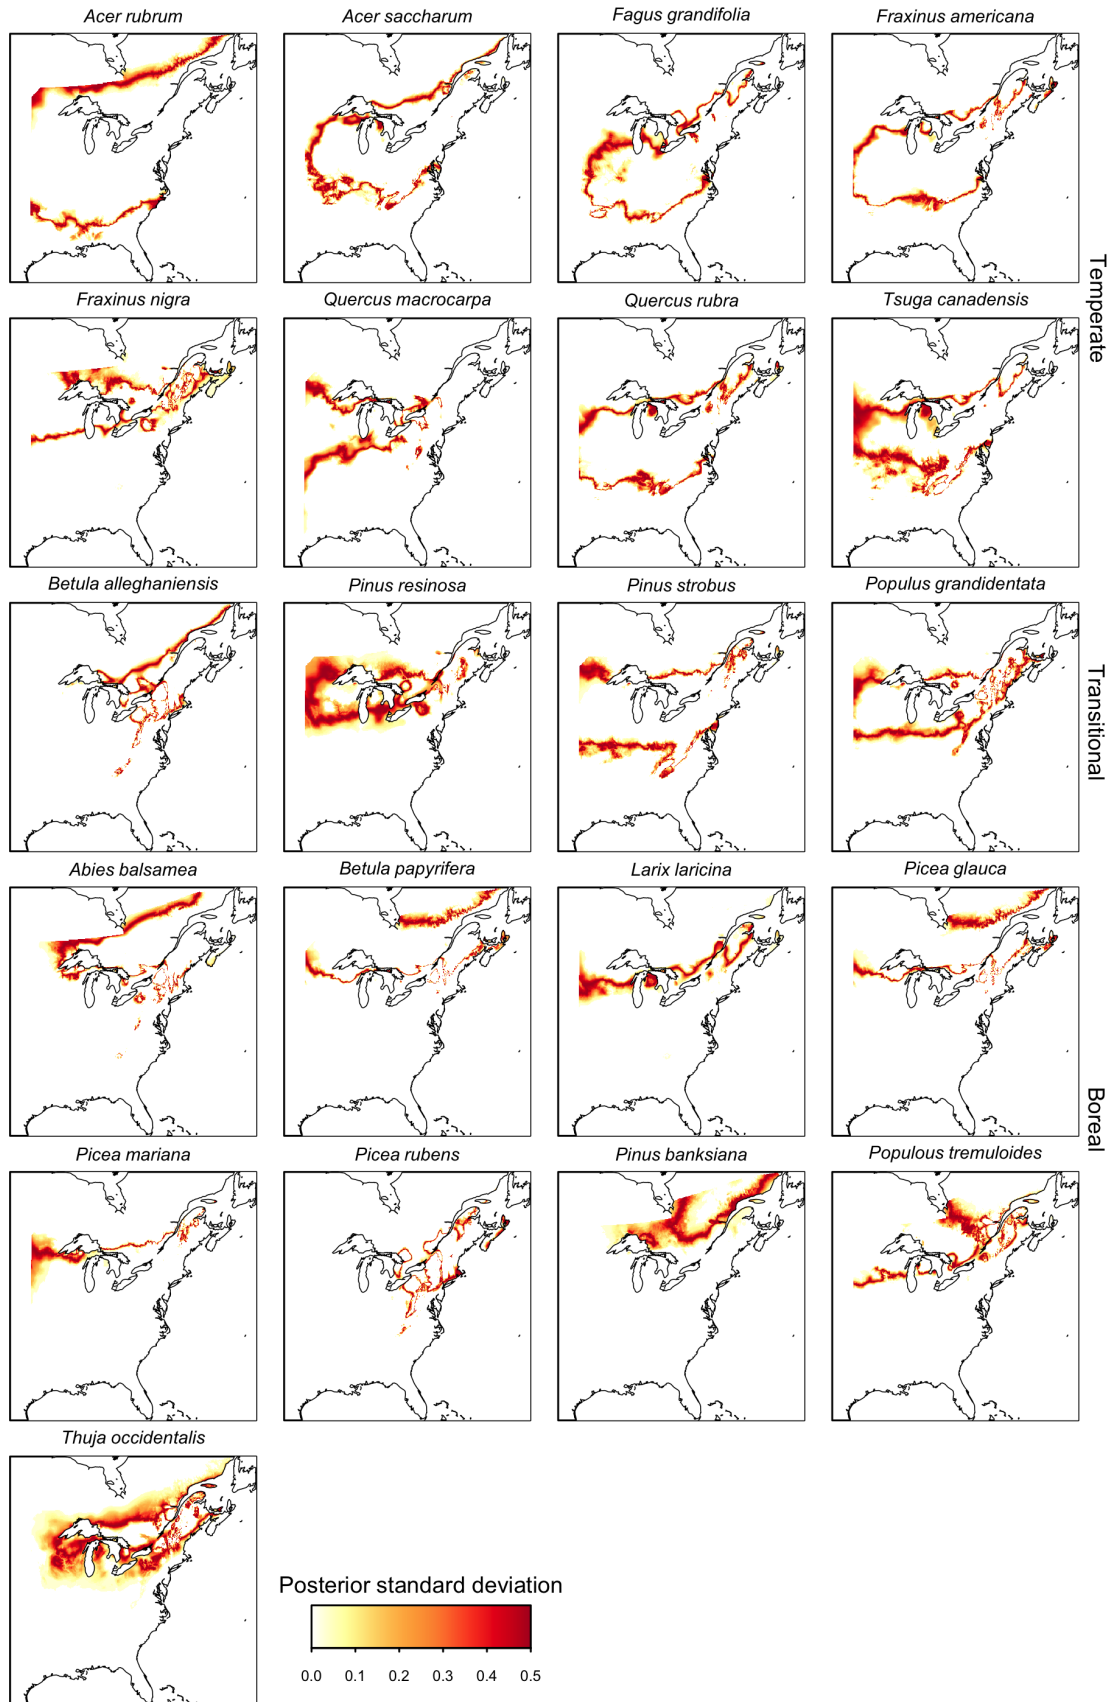 Acer rubrum
Acer saccharum
Fagus grandifolia
Fraxinus americana
Temperate
Fraxinus nigra
Quercus macrocarpa
Quercus rubra
Tsuga canadensis
Betula alleghaniensis
Pinus resinosa
Pinus strobus
Populus grandidentata
Transitional
Abies balsamea
Betula papyrifera
Larix laricina
Picea glauca
Boreal
Picea mariana
Picea rubens
Pinus banksiana
Populous tremuloides
Thuja occidentalis
Posterior standard deviation
0.0 0.1 0.2 0.3 0.4 0.5